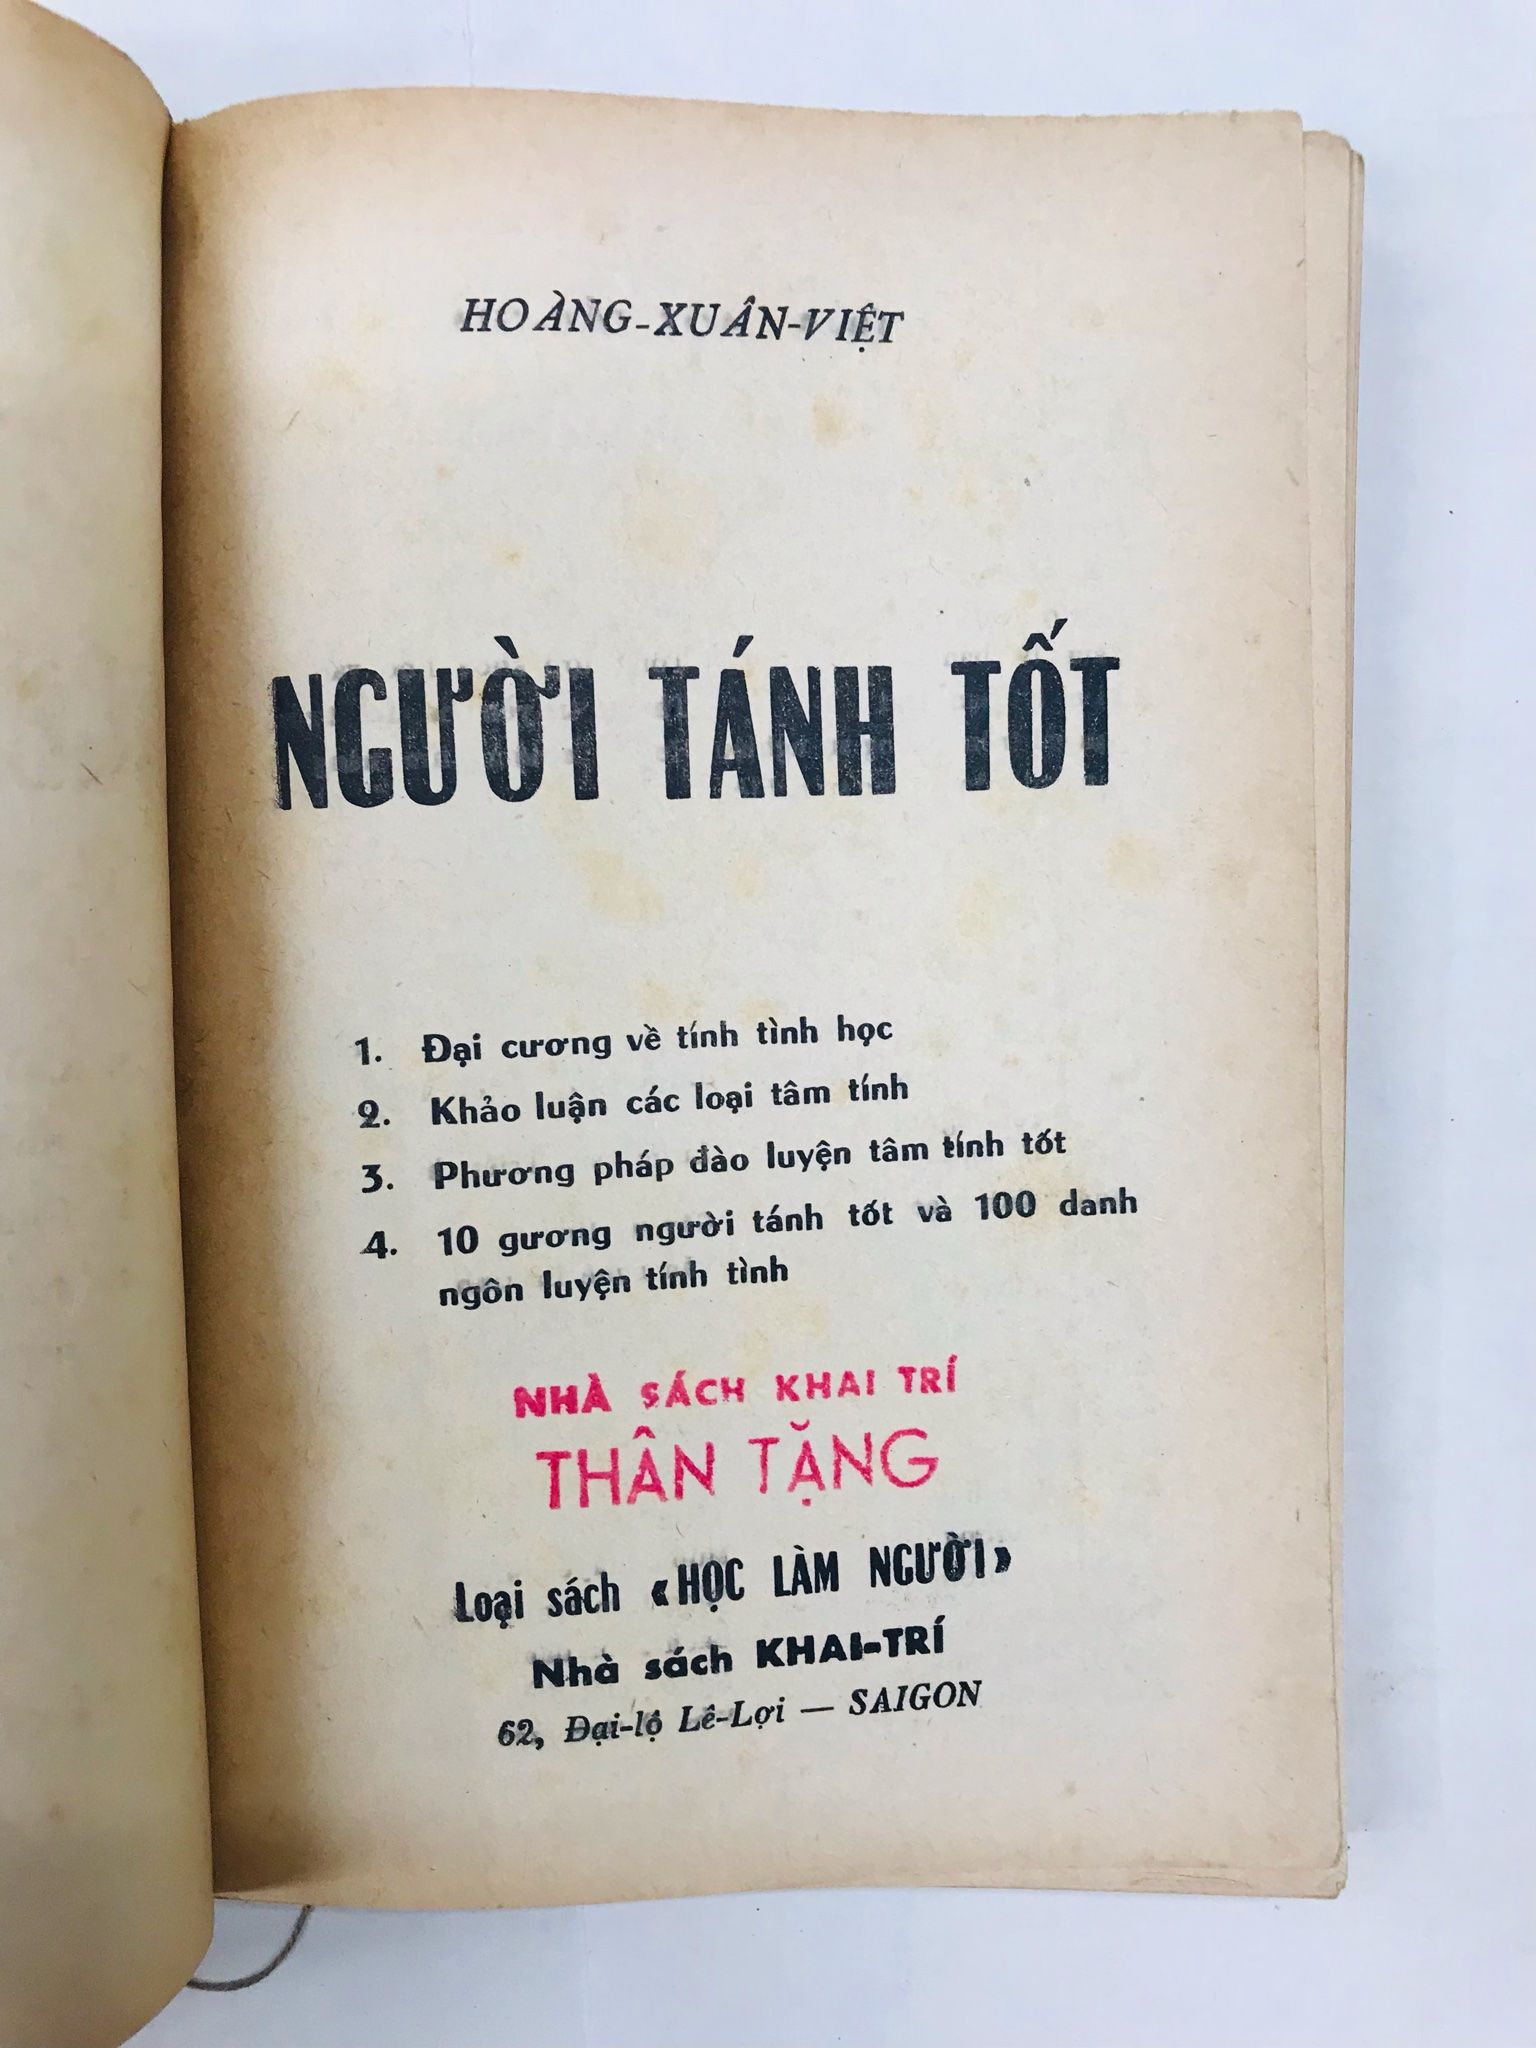 HOÀNG-XUÂN-VIỆT
NGƯỜI TÁNH TỐT
1. Đại cương về tính tình học
2. Khảo luận các loại tâm tính
3. Phương pháp đào luyện tâm tính tốt
4. 10 gương người tánh tốt và 100 danh
ngôn luyện tính tình
NHÀ SÁCH KHAI TRÍ
THÂN TẶNG
Loại sách «HỌC LÀM NGƯỜI»
Nhà sách KHAI-TRÍ
62, Đại-lộ Lê-Lợi — SAIGON